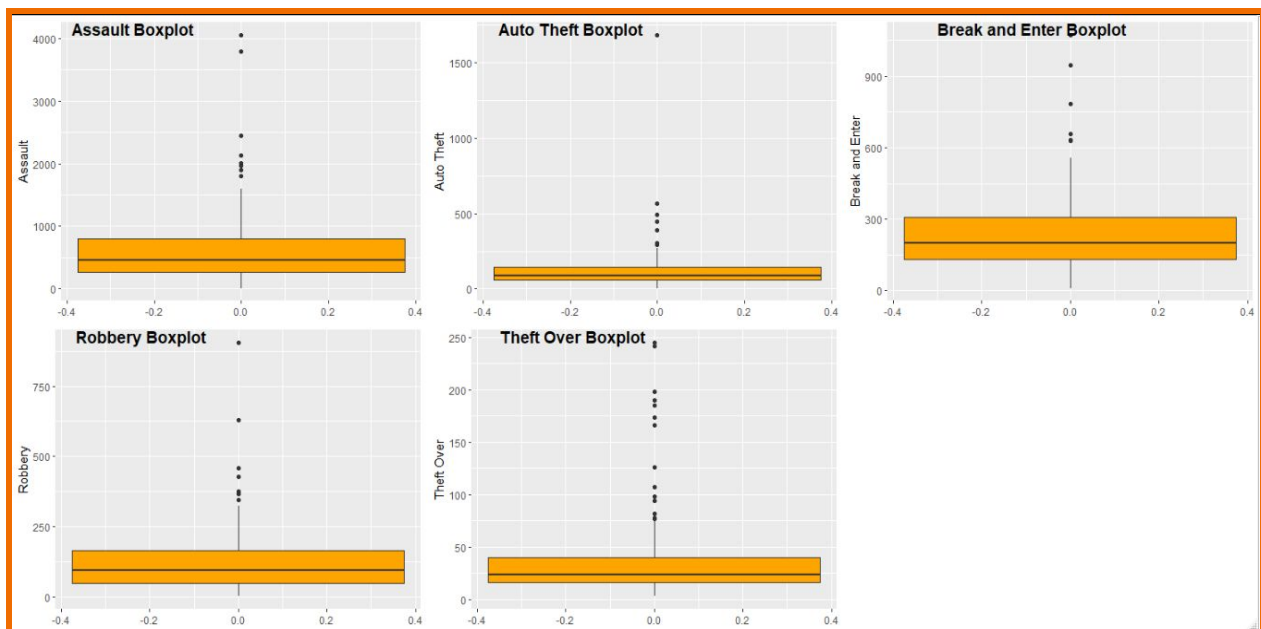 Assault Boxplot
4000
3000
2000
1000
0
Assault
-0.4 -0.2 0.0 0.2 0.4
Auto Theft Boxplot
1500
1000
500
0
Auto Theft
-0.4 -0.2 0.0 0.2 0.4
Break and Enter Boxplot
900
600
300
0
Break and Enter
-0.4 -0.2 0.0 0.2 0.4
Robbery Boxplot
750
500
250
0
Robbery
-0.4 -0.2 0.0 0.2 0.4
Theft Over Boxplot
250
200
150
100
50
0
Theft Over
-0.4 -0.2 0.0 0.2 0.4